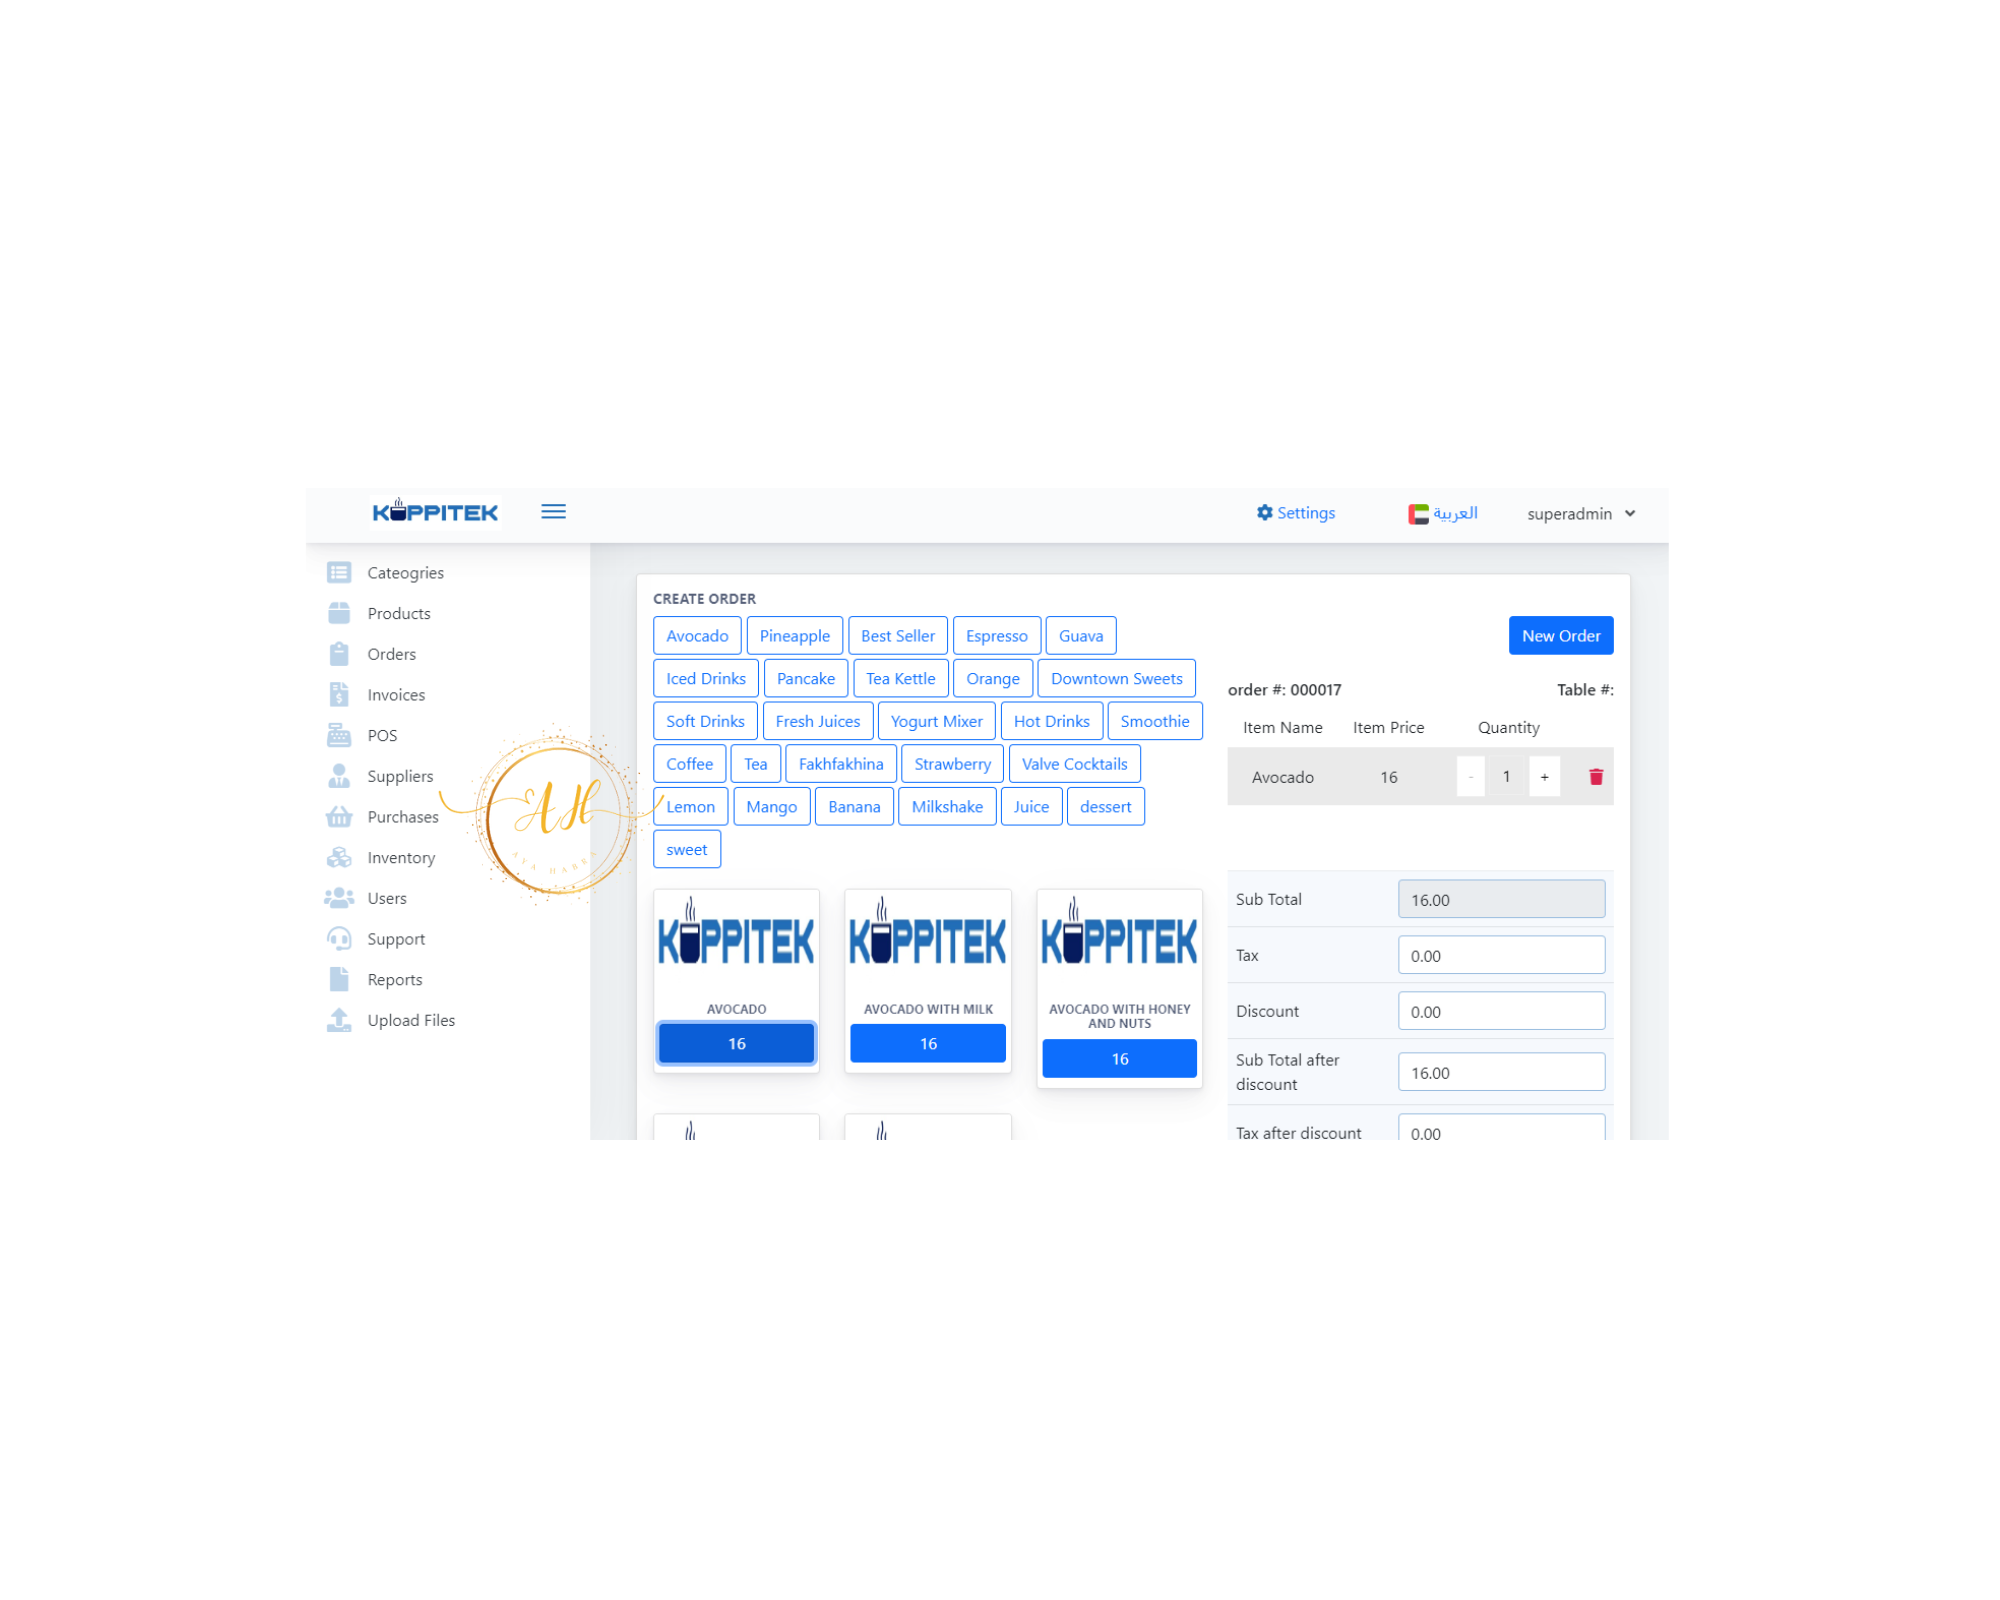 KOPPITEK
Settings
العربية
superadmin
Cateogries
Products
Orders
Invoices
POS
Suppliers
Purchases
Inventory
Users
Support
Reports
Upload Files
AH
AYA HABRA
CREATE ORDER
Avocado Pineapple Best Seller Espresso Guava
Iced Drinks Pancake Tea Kettle Orange Downtown Sweets
Soft Drinks Fresh Juices Yogurt Mixer Hot Drinks Smoothie
Coffee Tea Fakhfakhina Strawberry Valve Cocktails
Lemon Mango Banana Milkshake Juice dessert
sweet
KOPPITEK
AVOCADO
16
KOPPITEK
AVOCADO WITH MILK
16
KOPPITEK
AVOCADO WITH HONEY
AND NUTS
16
New Order
order #: 000017 Table #:
Item Name Item Price Quantity
Avocado 16 - 1 +
Sub Total 16.00
Tax 0.00
Discount 0.00
Sub Total after
discount 16.00
Tax after discount 0.00